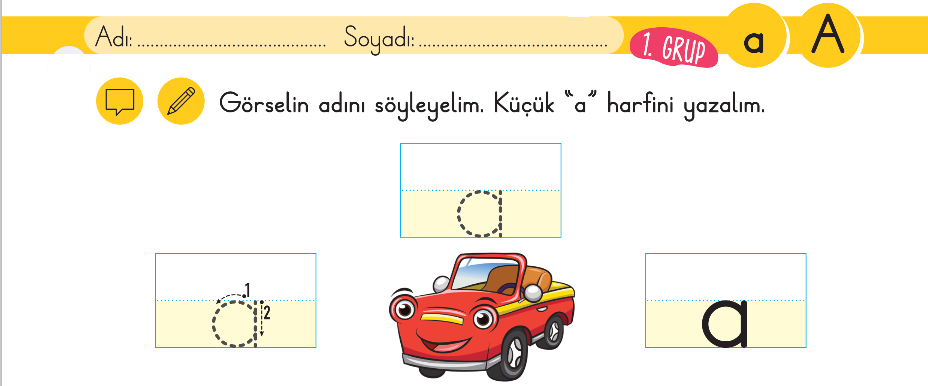 Adı: ........................................ Soyadı: ........................................ 1. GRUP a A
Görselin adını söyleyelim. Küçük “a” harfini yazalım.
a
1
a 2 a